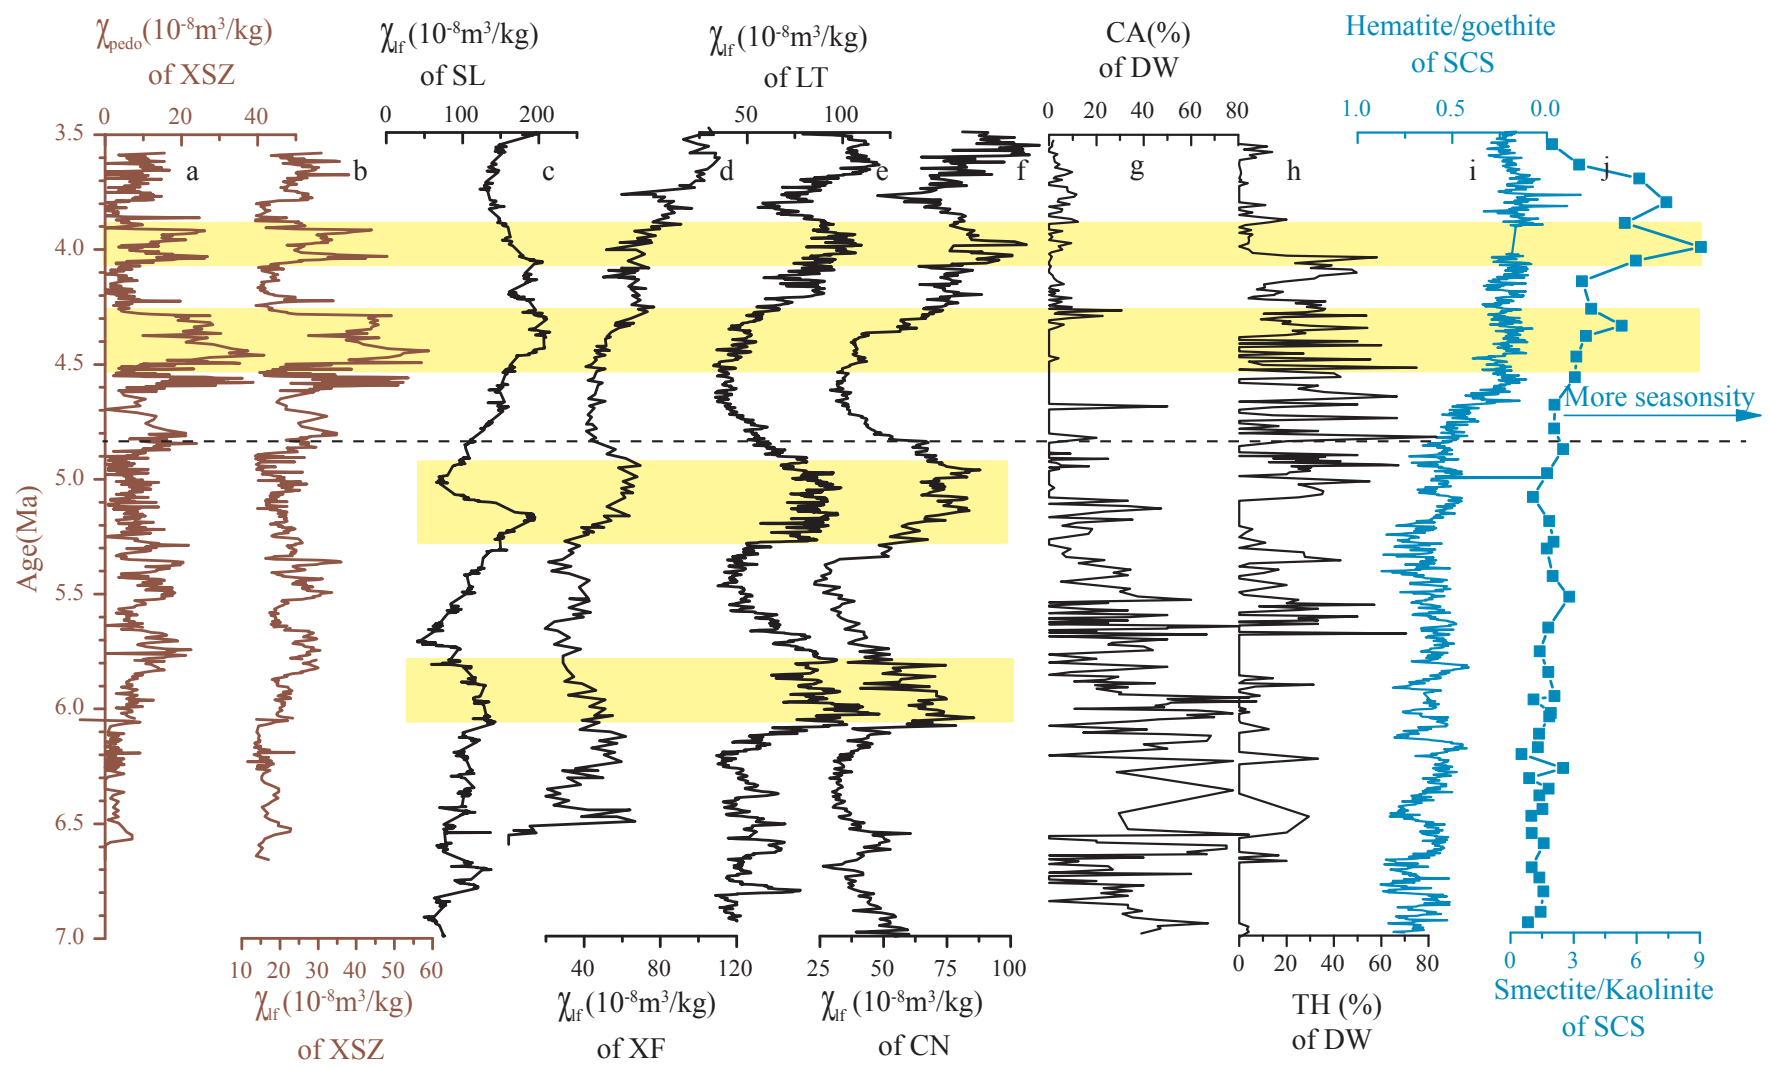 χpedo(10-8m3/kg)
of XSZ
χlf (10-8m3/kg)
of SL
χlf (10-8m3/kg)
of LT
CA(%)
of DW
Hematite/goethite
of SCS
0 20 40
0 100 200
50 100
0 20 40 60 80
1.0 0.5 0.0
3.5
4.0
4.5
5.0
5.5
6.0
6.5
7.0
Age(Ma)
a b c d e f g h i j
More seasonsity
10 20 30 40 50 60
40 80 120
25 50 75 100
0 20 40 60 80
0 3 6 9
χlf (10-8m3/kg)
of XSZ
χlf (10-8m3/kg)
of XF
χlf (10-8m3/kg)
of CN
TH (%)
of DW
Smectite/Kaolinite
of SCS